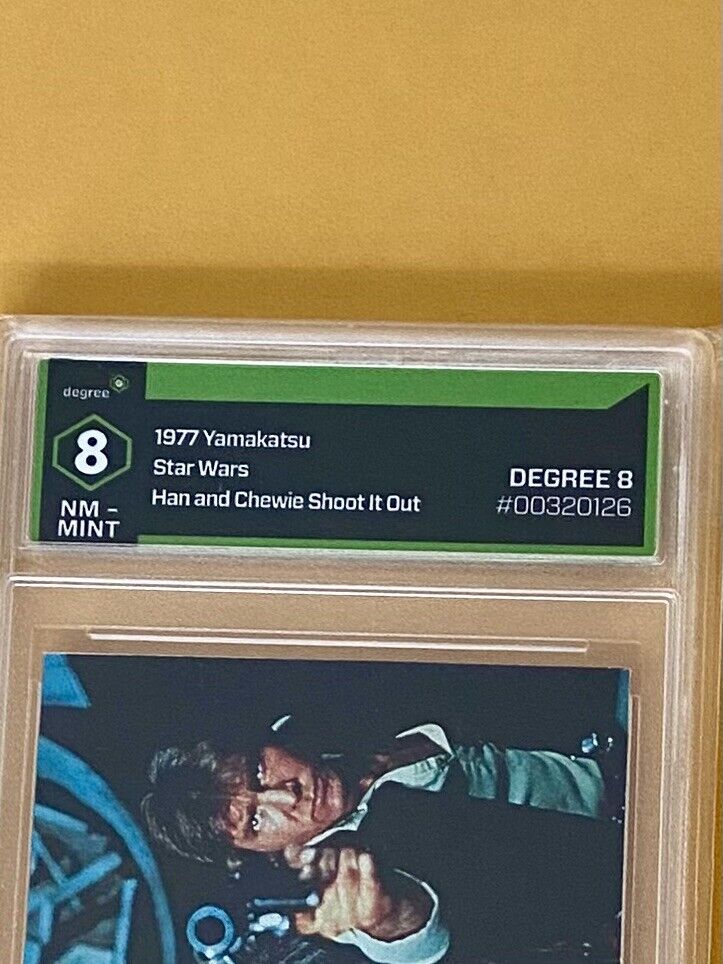 degree
8
NM -
MINT
1977 Yamakatsu
Star Wars
Han and Chewie Shoot It Out
DEGREE 8
#00320126